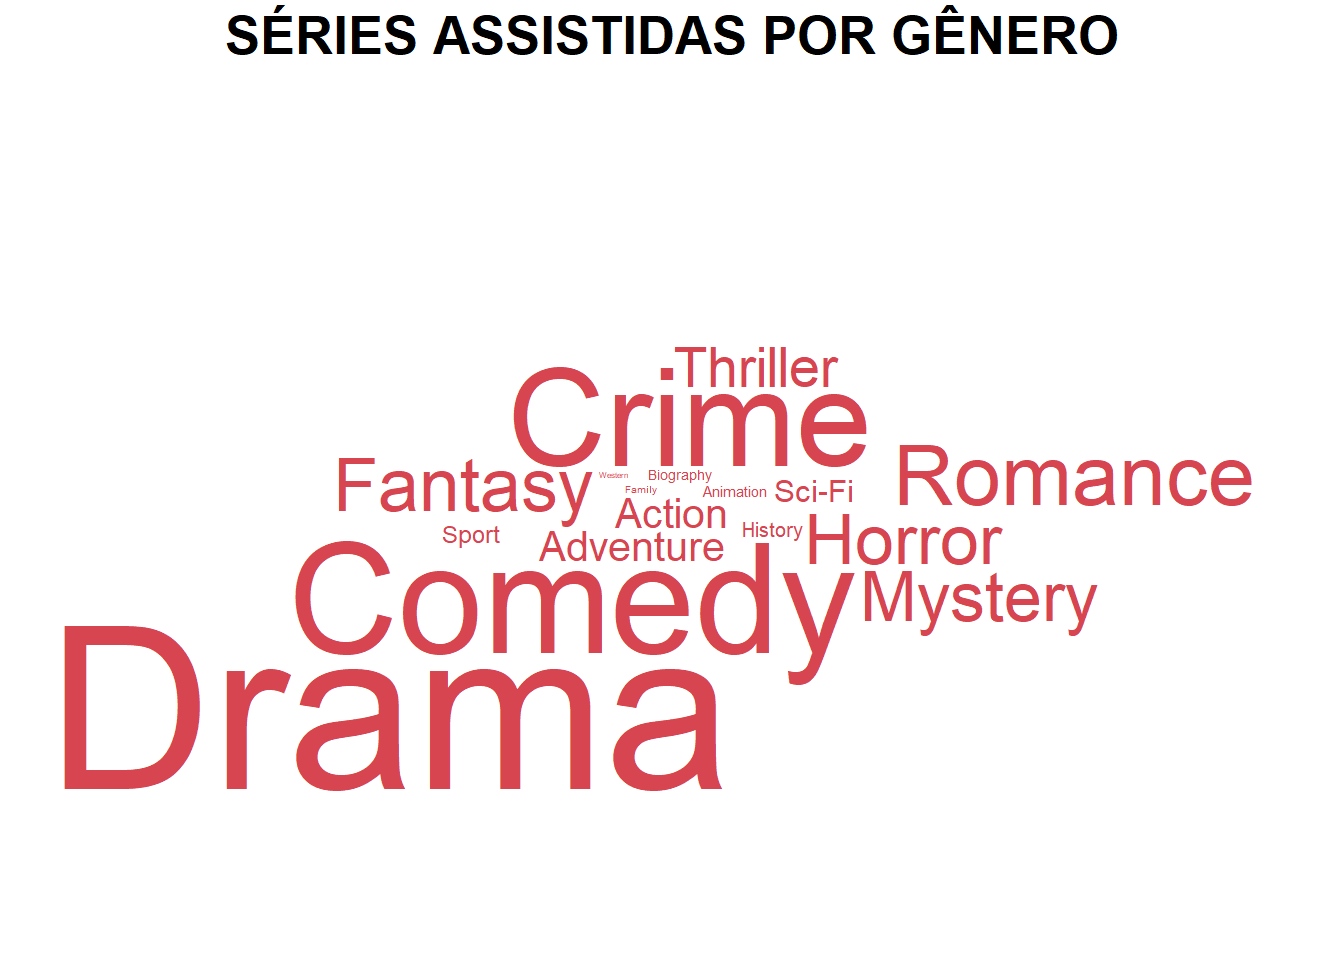 SÉRIES ASSISTIDAS POR GÊNERO
Thriller
Crime
Romance
Fantasy
Western
Biography
Family
Animation
Sci-Fi
Action
Sport
History
Horror
Adventure
Comedy
Mystery
Drama